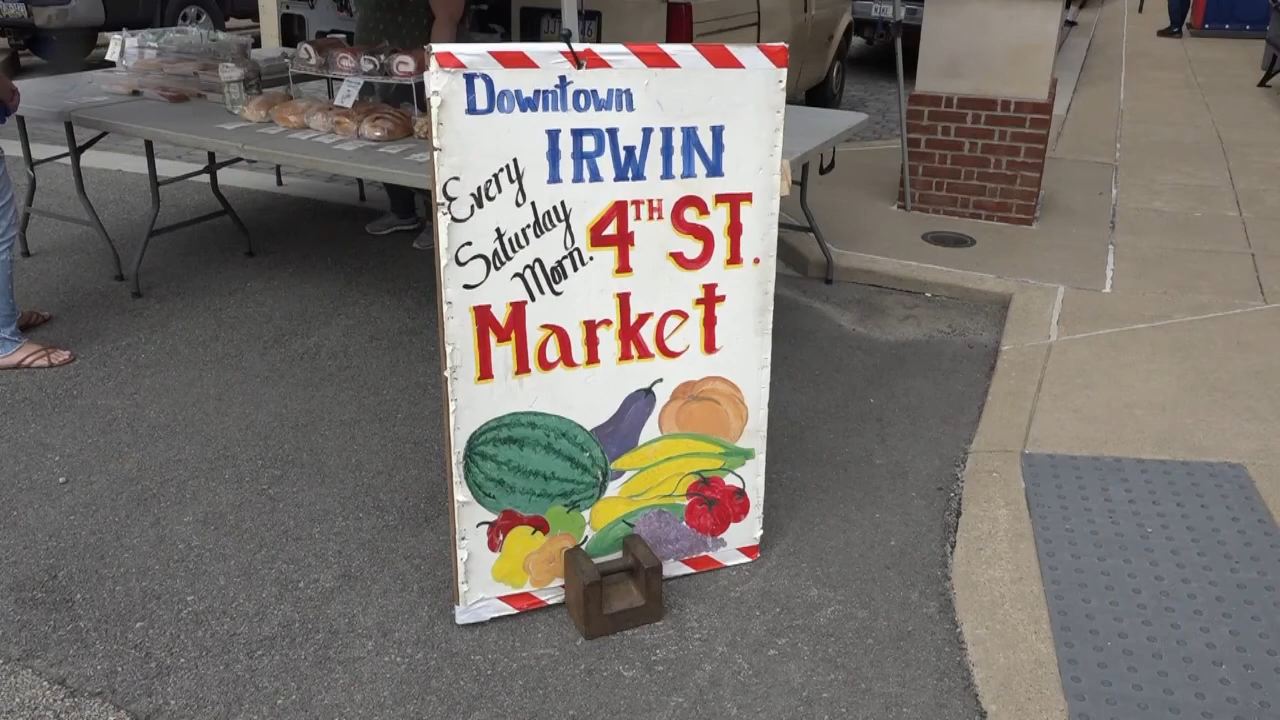 Downtown
IRWIN
Every
Saturday
Morn.
4TH ST.
Market